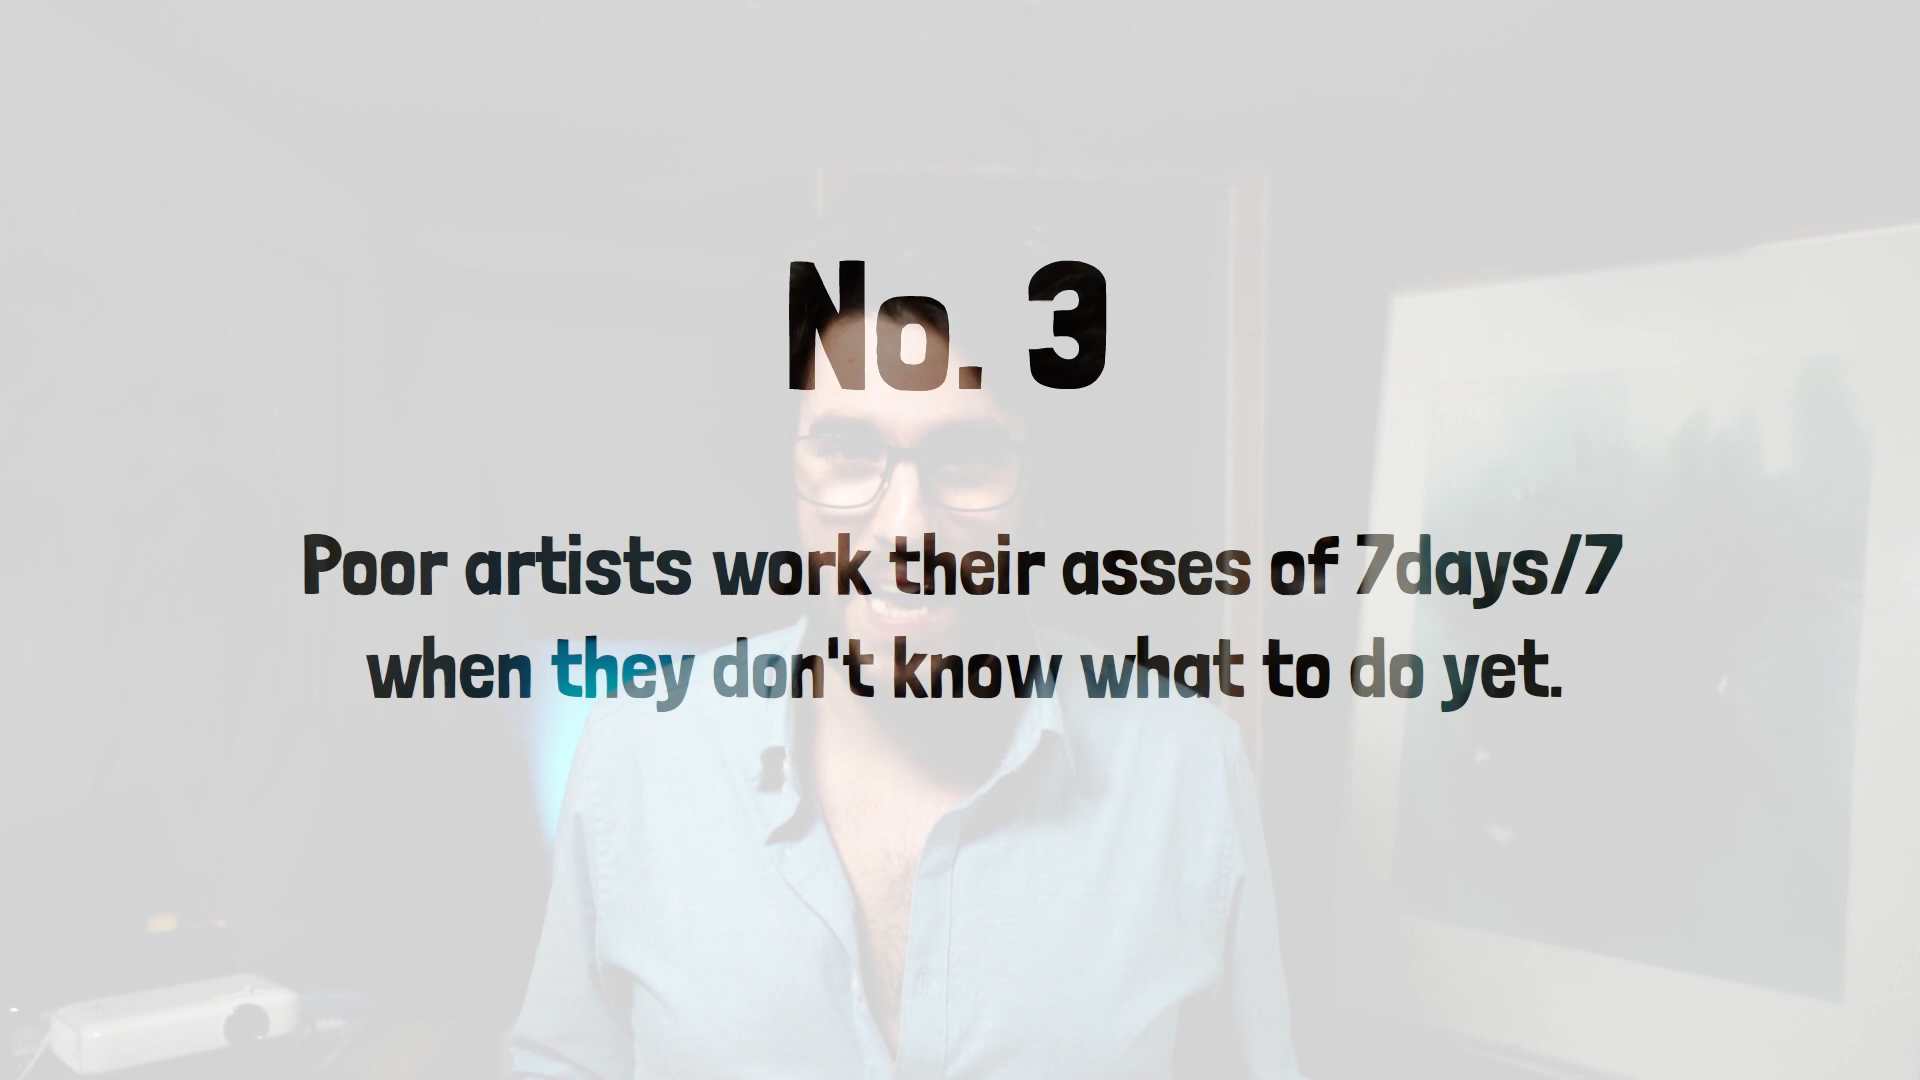 No. 3
Poor artists work their asses of 7days/7
when they don't know what to do yet.